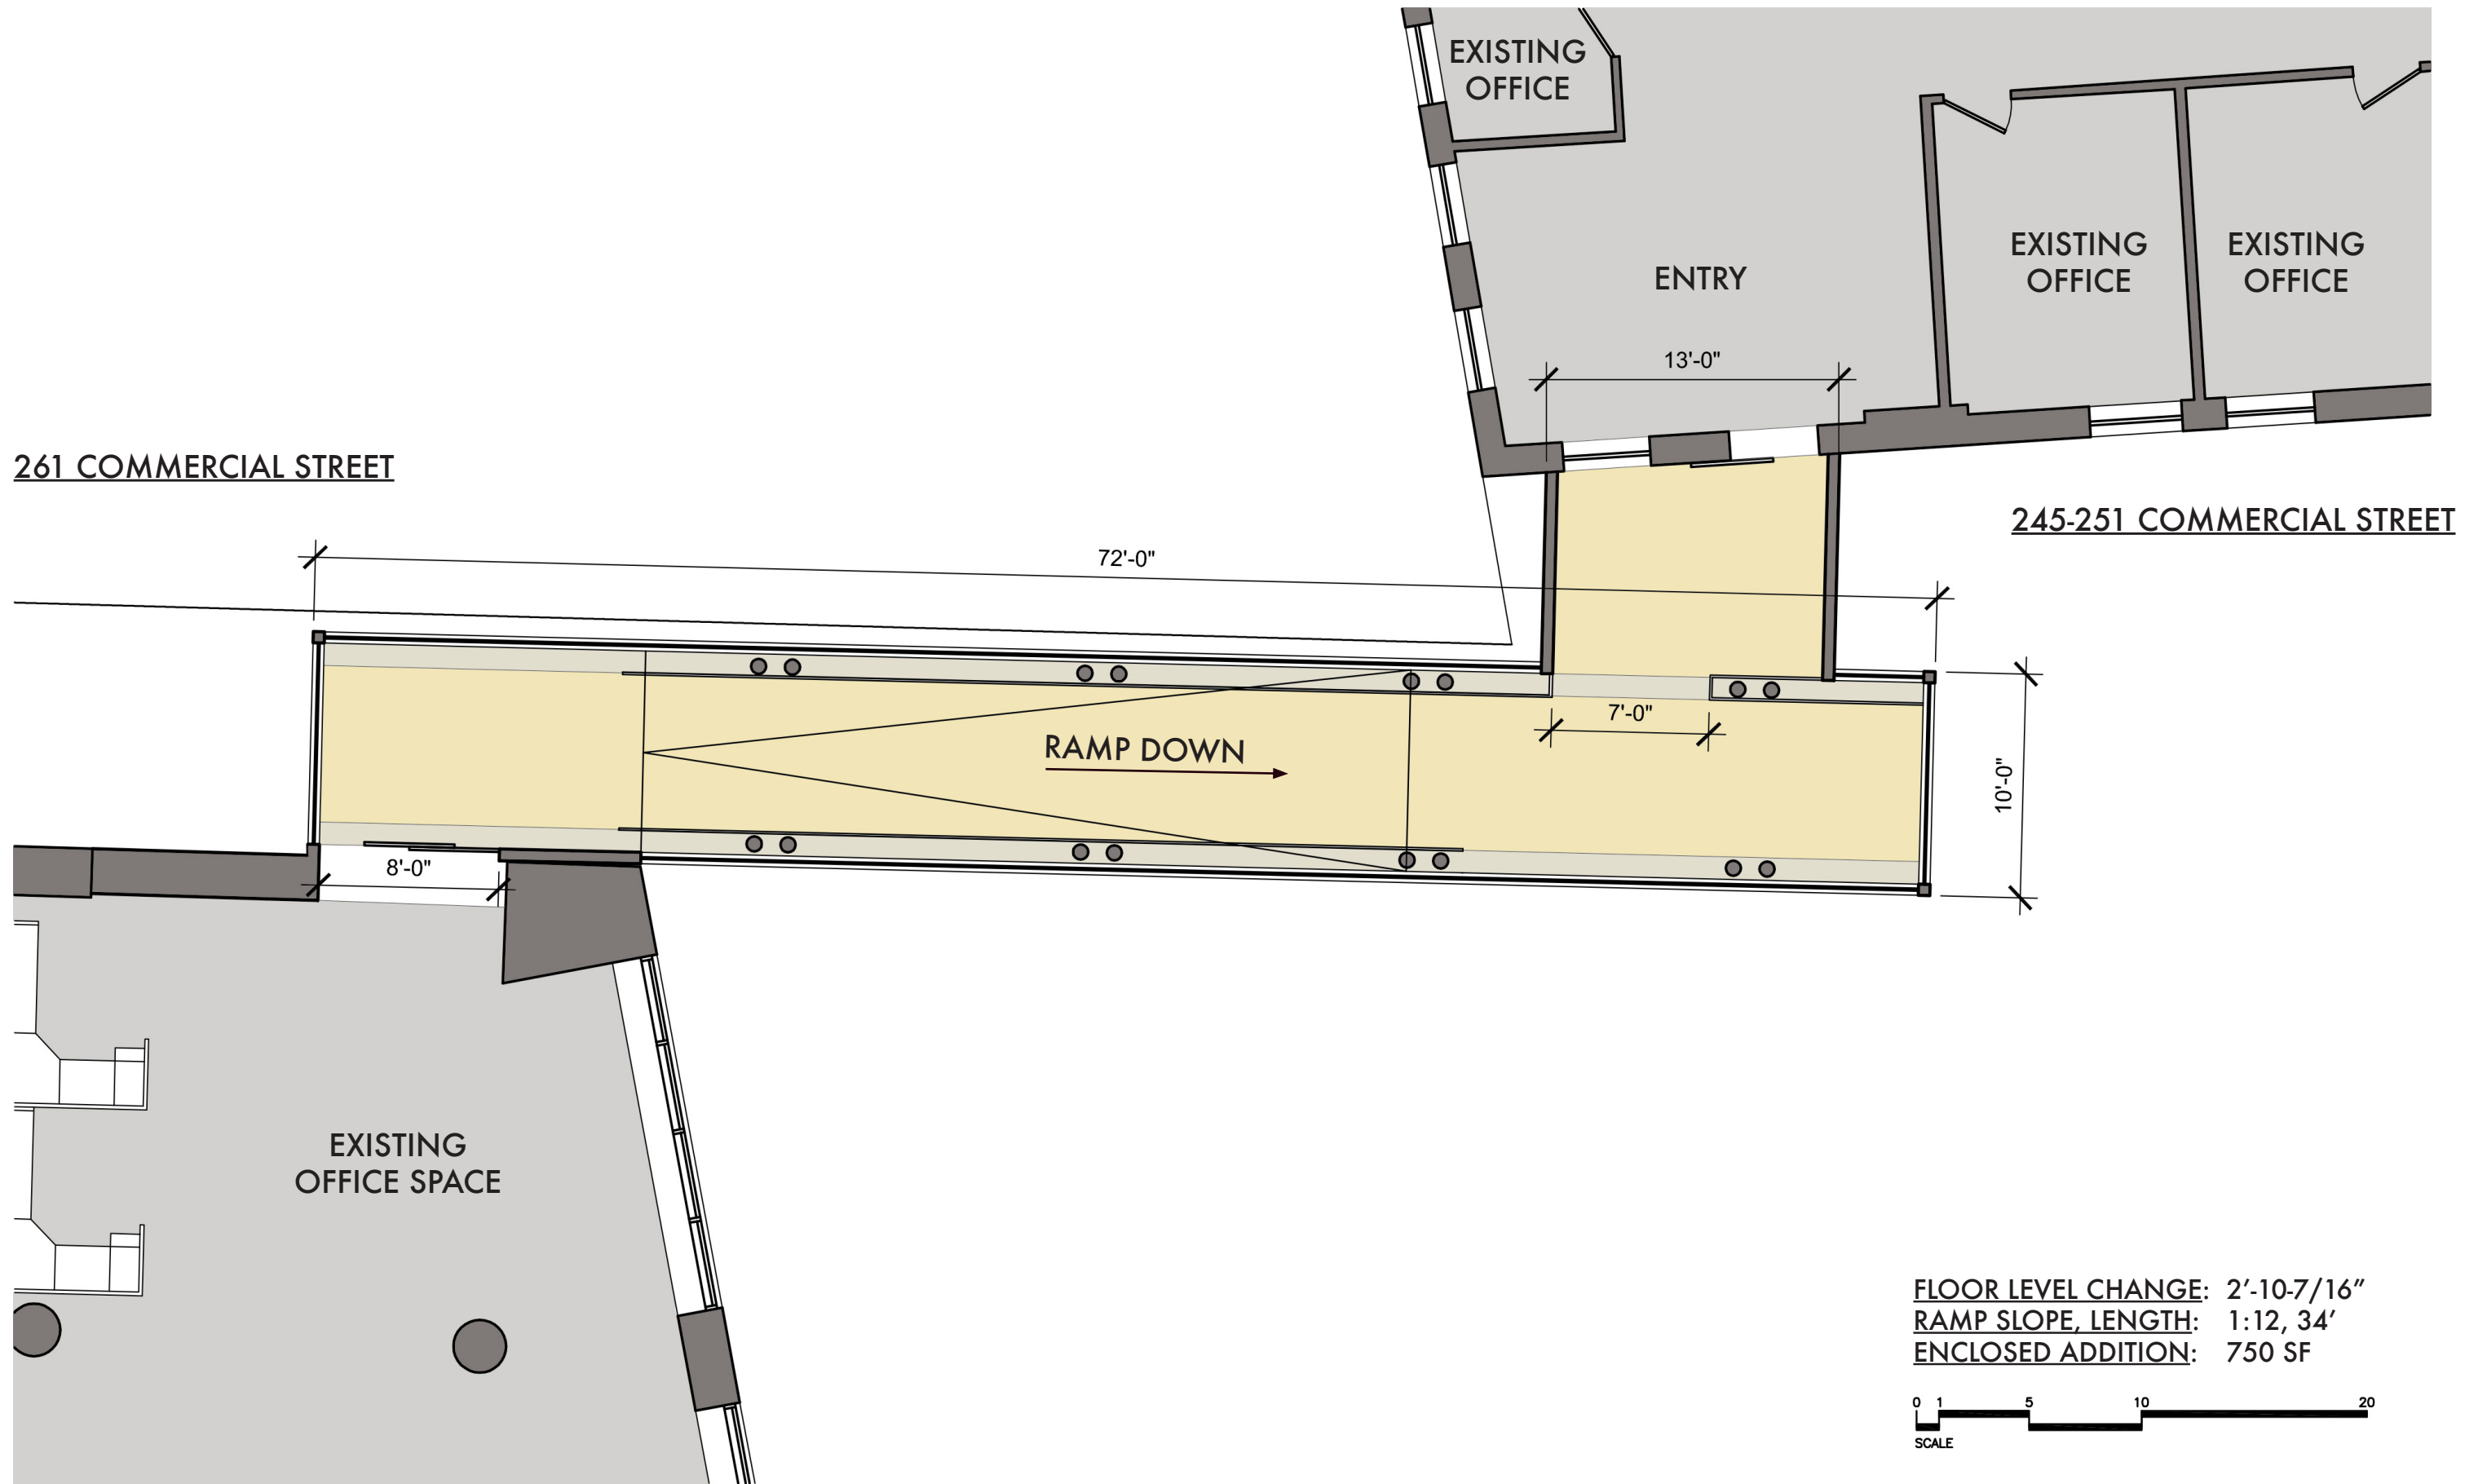 EXISTING
OFFICE
ENTRY
EXISTING
OFFICE
EXISTING
OFFICE
13'-0"
261 COMMERCIAL STREET
245-251 COMMERCIAL STREET
72'-0"
7'-0"
RAMP DOWN
10'-0"
8'-0"
EXISTING
OFFICE SPACE
FLOOR LEVEL CHANGE: 2’-10-7/16”
RAMP SLOPE, LENGTH: 1:12, 34’
ENCLOSED ADDITION: 750 SF
0 1 5 10 20
SCALE